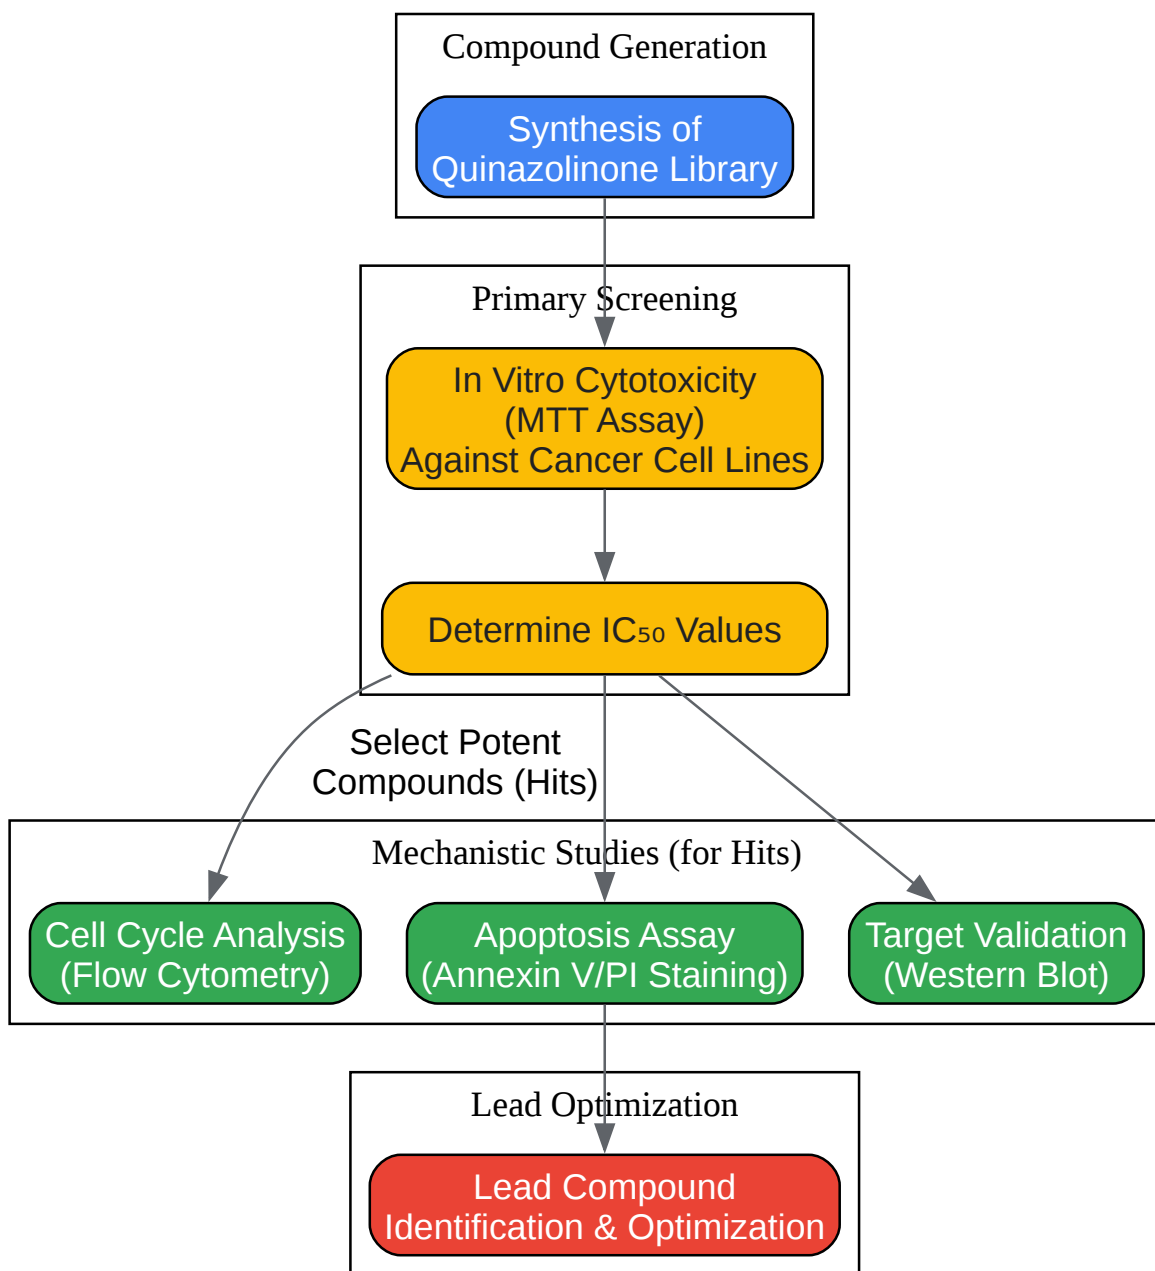 Compound Generation
Synthesis of
Quinazolinone Library
Primary Screening
In Vitro Cytotoxicity
(MTT Assay)
Against Cancer Cell Lines
Determine IC₅₀ Values
Select Potent
Compounds (Hits)
Mechanistic Studies (for Hits)
Cell Cycle Analysis
(Flow Cytometry)
Apoptosis Assay
(Annexin V/PI Staining)
Target Validation
(Western Blot)
Lead Optimization
Lead Compound
Identification & Optimization